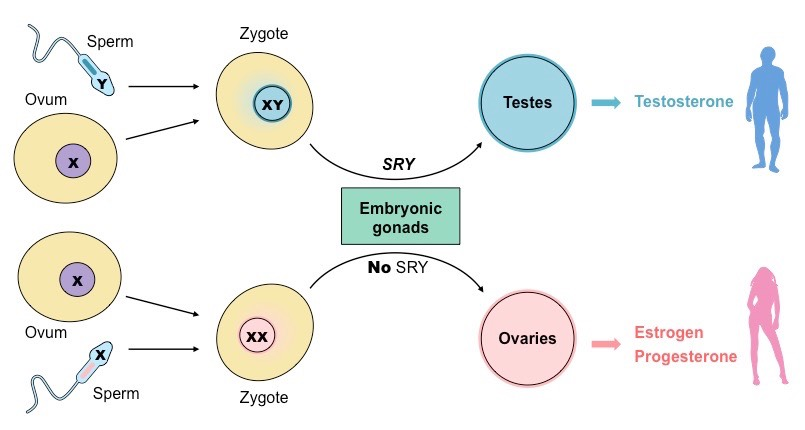 Sperm
Y
Ovum
X
Zygote
XY
SRY
Testes
Testosterone
Embryonic
gonads
X
Ovum
X
Sperm
XX
Zygote
No SRY
Ovaries
Estrogen
Progesterone